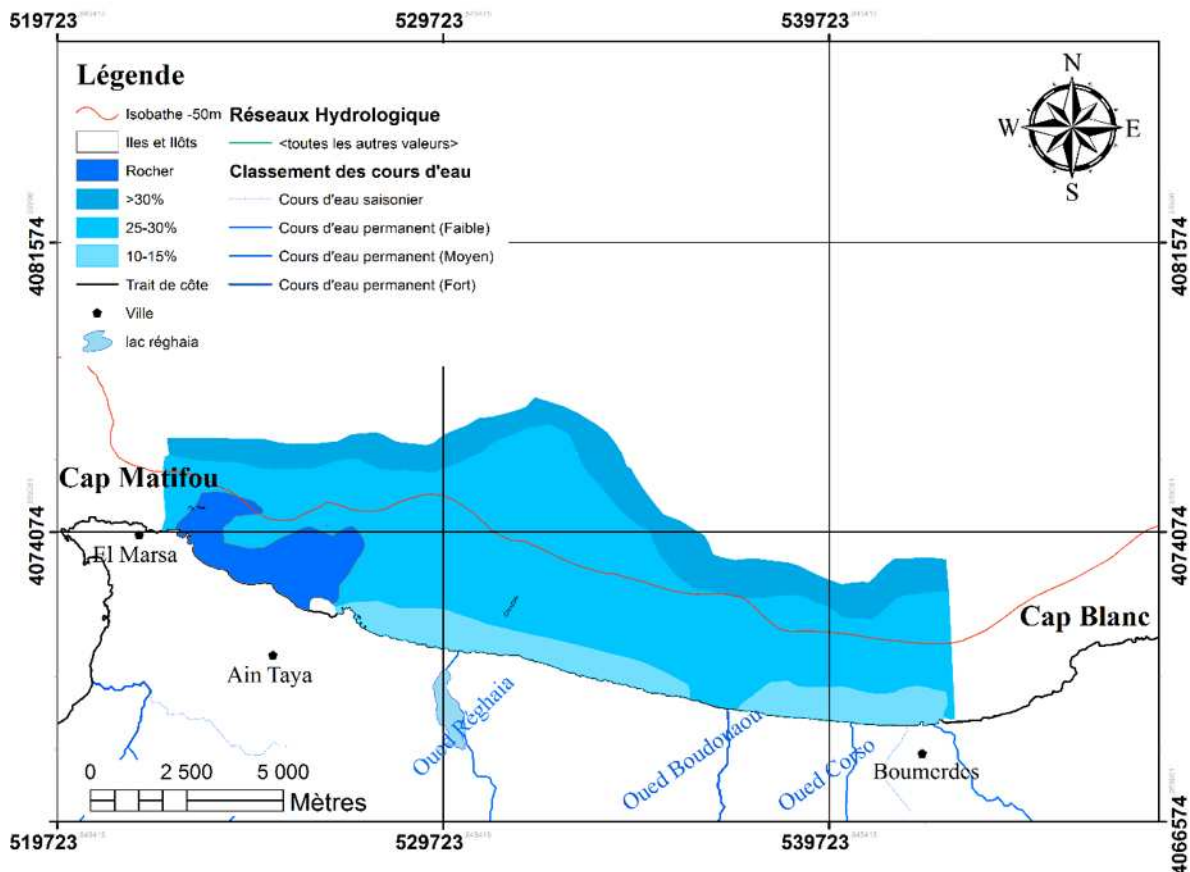 519723
529723
539723
Légende
Isobathe -50m
Iles et Ilôts
Rocher
>30%
25-30%
10-15%
Trait de côte
Ville
lac réghaia
Réseaux Hydrologique
<toutes les autres valeurs>
Classement des cours d'eau
Cours d'eau saisonier
Cours d'eau permanent (Faible)
Cours d'eau permanent (Moyen)
Cours d'eau permanent (Fort)
N
W
E
S
4081574
4081574
Cap Matifou
4074074
4074074
El Marsa
Cap Blanc
Ain Taya
Oued Réghaia
Oued Boudouaou
Oued Corso
Boumerdes
0
2 500
5 000
Mètres
4066574
519723
529723
539723